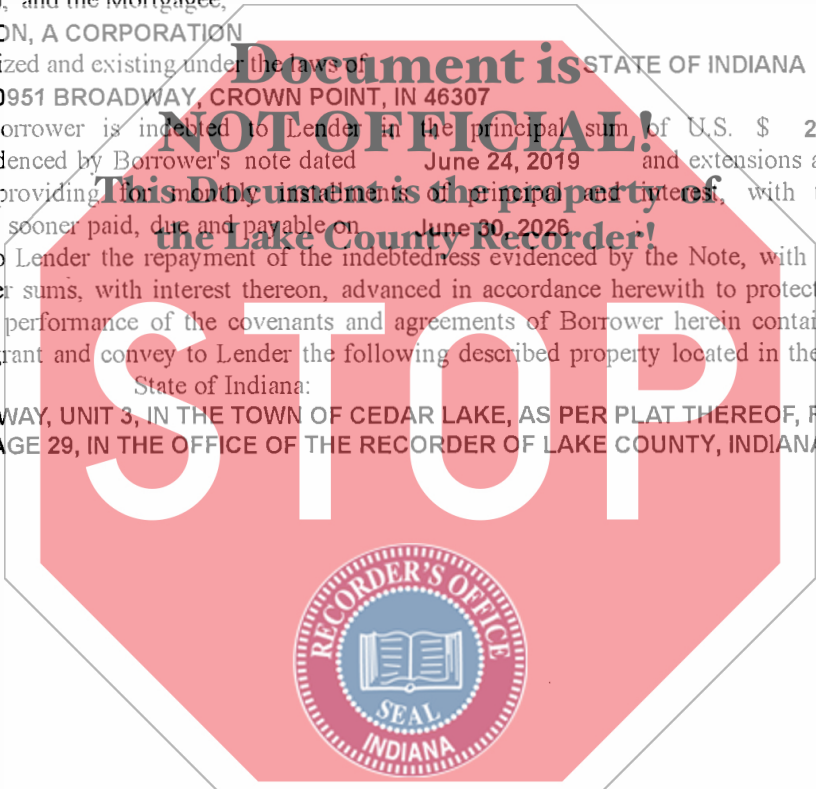 , and the Mortgagee,
ON, A CORPORATION
ized and existing under the laws of STATE OF INDIANA
0951 BROADWAY, CROWN POINT, IN 46307
orrower is indebted to Lender in the principal sum of U.S. $ 2
denced by Borrower's note dated June 24, 2019 and extensions a
providing for monthly installments of principal and interest, with
sooner paid, due and payable on June 30, 2026 ;
o Lender the repayment of the indebtedness evidenced by the Note, with
r sums, with interest thereon, advanced in accordance herewith to protect
performance of the covenants and agreements of Borrower herein contai
rant and convey to Lender the following described property located in the
State of Indiana:
WAY, UNIT 3, IN THE TOWN OF CEDAR LAKE, AS PER PLAT THEREOF,
AGE 29, IN THE OFFICE OF THE RECORDER OF LAKE COUNTY, INDIANA
Document is
NOT OFFICIAL!
This Document is the property of
the Lake County Recorder!
STOP
RECORDER'S OFFICE
SEAL
INDIANA